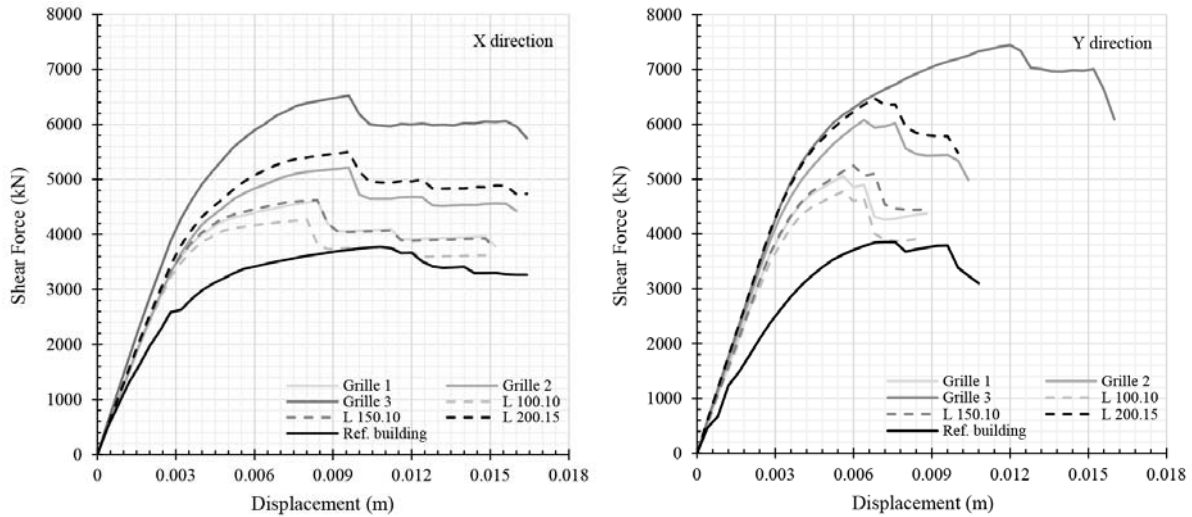 8000
X direction
7000
6000
5000
4000
3000
2000
1000
0
Shear Force (kN)
Grille 1
Grille 2
Grille 3
L 100.10
L 150.10
L 200.15
Ref. building
0 0.003 0.006 0.009 0.012 0.015 0.018
Displacement (m)
8000
Y direction
7000
6000
5000
4000
3000
2000
1000
0
Shear Force (kN)
Grille 1
Grille 2
Grille 3
L 100.10
L 150.10
L 200.15
Ref. building
0 0.003 0.006 0.009 0.012 0.015 0.018
Displacement (m)